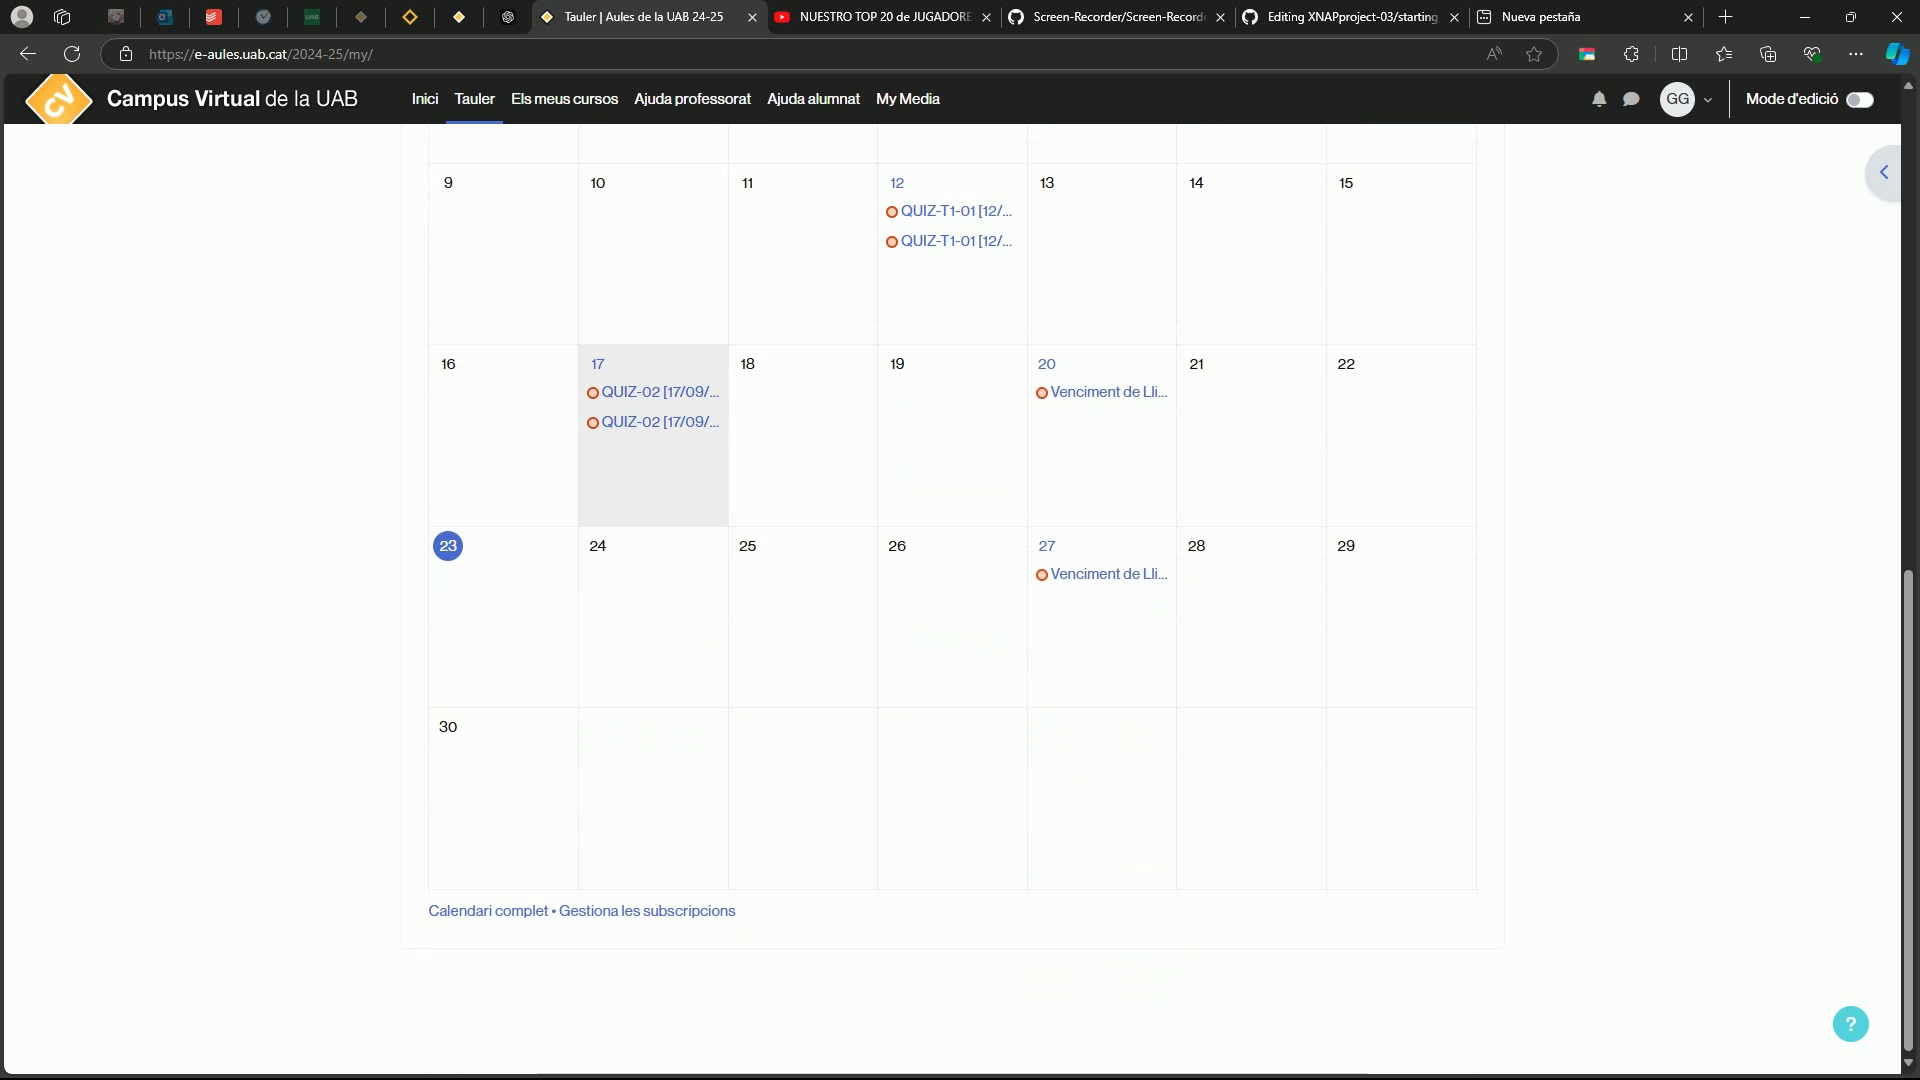 Tauler | Aules de la UAB 24-25
NUESTRO TOP 20 de JUGADORE
Screen-Recorder/Screen-Record
Editing XNAPproject-03/starting
Nueva pestaña
https://e-aules.uab.cat/2024-25/my/
CV
Campus Virtual de la UAB
Inici
Tauler
Els meus cursos
Ajuda professorat
Ajuda alumnat
My Media
GG
Mode d'edició
9
10
11
12
13
14
15
QUIZ-T1-01 [12/...
QUIZ-T1-01 [12/...
16
17
18
19
20
21
22
QUIZ-02 [17/09/...
Venciment de Lli...
QUIZ-02 [17/09/...
23
24
25
26
27
28
29
Venciment de Lli...
30
Calendari complet • Gestiona les subscripcions
?